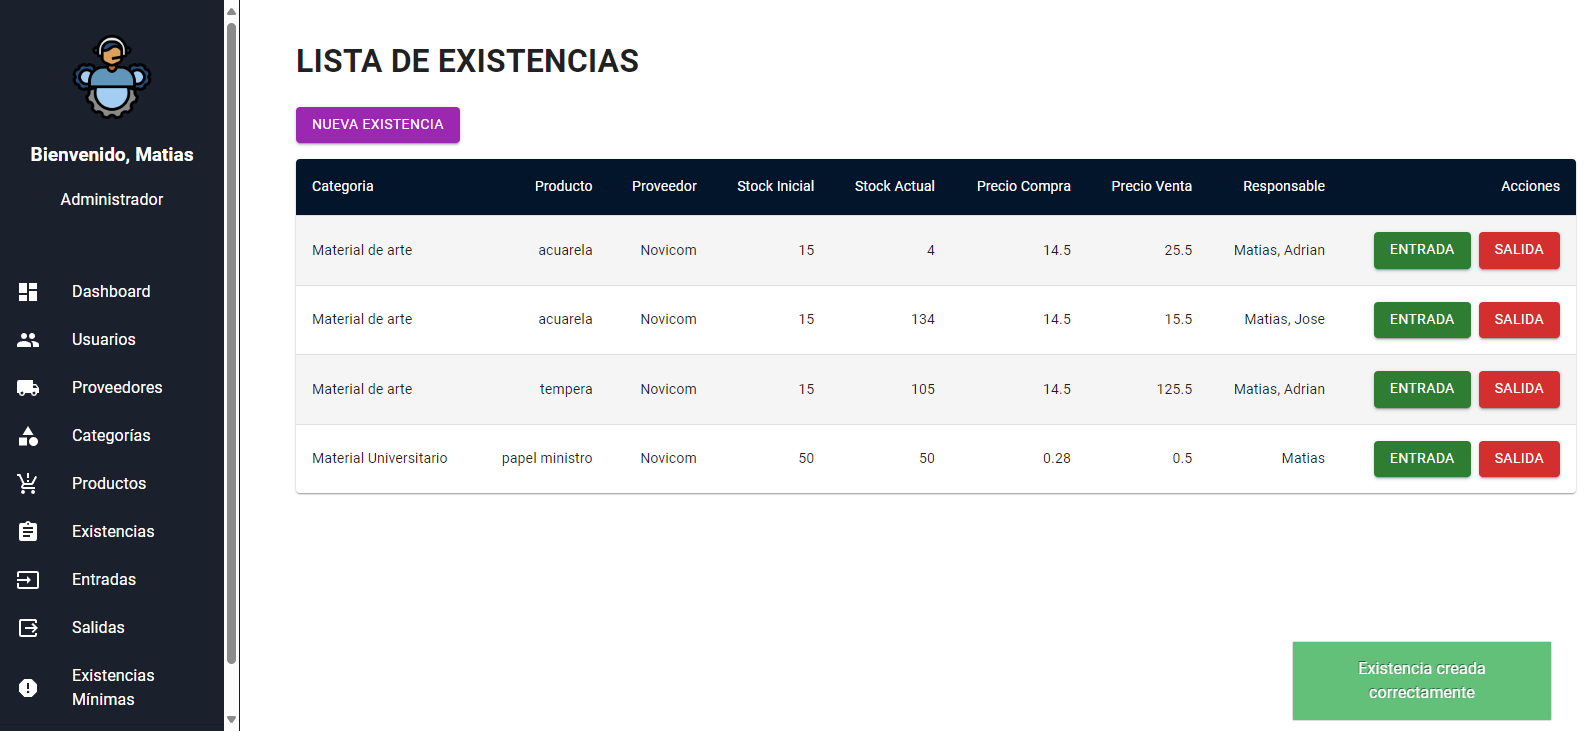 Bienvenido, Matias
Administrador
Dashboard
Usuarios
Proveedores
Categorías
Productos
Existencias
Entradas
Salidas
Existencias
Mínimas
LISTA DE EXISTENCIAS
NUEVA EXISTENCIA
Categoria Producto Proveedor Stock Inicial Stock Actual Precio Compra Precio Venta Responsable Acciones
Material de arte acuarela Novicom 15 4 14.5 25.5 Matias, Adrian ENTRADA SALIDA
Material de arte acuarela Novicom 15 134 14.5 15.5 Matias, Jose ENTRADA SALIDA
Material de arte tempera Novicom 15 105 14.5 125.5 Matias, Adrian ENTRADA SALIDA
Material Universitario papel ministro Novicom 50 50 0.28 0.5 Matias ENTRADA SALIDA
Existencia creada
correctamente